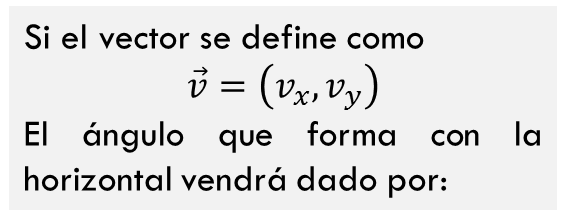 Si el vector se define como
v⃗ = (vₓ, vᵧ)
El ángulo que forma con la
horizontal vendrá dado por: